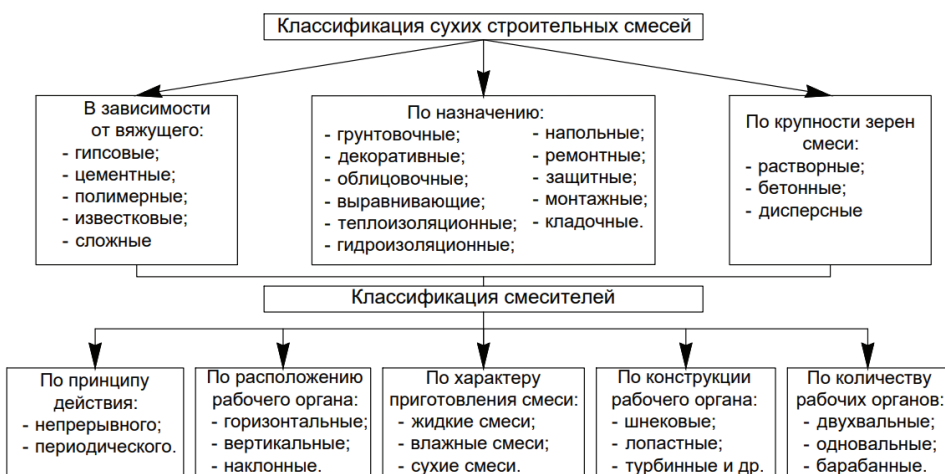 Классификация сухих строительных смесей
В зависимости
от вяжущего:
- гипсовые;
- цементные;
- полимерные;
- известковые;
- сложные
По назначению:
- грунтовочные;
- декоративные;
- облицовочные;
- выравнивающие;
- теплоизоляционные;
- гидроизоляционные;
- напольные;
- ремонтные;
- защитные;
- монтажные;
- кладочные.
По крупности зерен
смеси:
- растворные;
- бетонные;
- дисперсные
Классификация смесителей
По принципу
действия:
- непрерывного;
- периодического.
По расположению
рабочего органа:
- горизонтальные;
- вертикальные;
- наклонные.
По характеру
приготовления смеси:
- жидкие смеси;
- влажные смеси;
- сухие смеси.
По конструкции
рабочего органа:
- шнековые;
- лопастные;
- турбинные и др.
По количеству
рабочих органов:
- двухвальные;
- одновальные;
- барабанные.